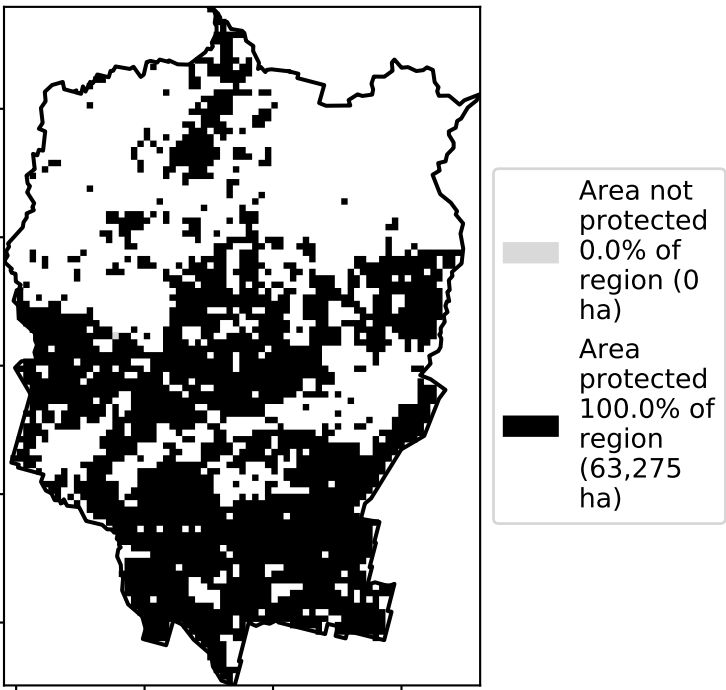 Area not
protected
0.0% of
region (0
ha)
Area
protected
100.0% of
region
(63,275
ha)